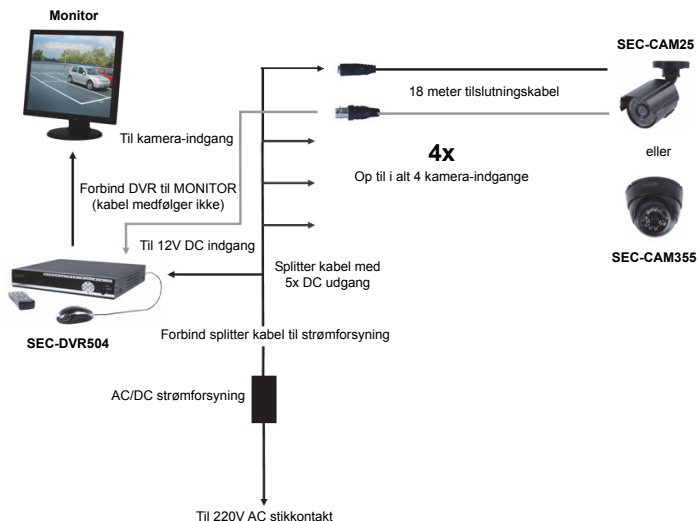 Monitor
SEC-CAM25
18 meter tilslutningskabel
Til kamera-indgang
4x
eller
Op til i alt 4 kamera-indgange
Forbind DVR til MONITOR
(kabel medfølger ikke)
Til 12V DC indgang
SEC-CAM355
Splitter kabel med
5x DC udgang
SEC-DVR504
Forbind splitter kabel til strømforsyning
AC/DC strømforsyning
Til 220V AC stikkontakt